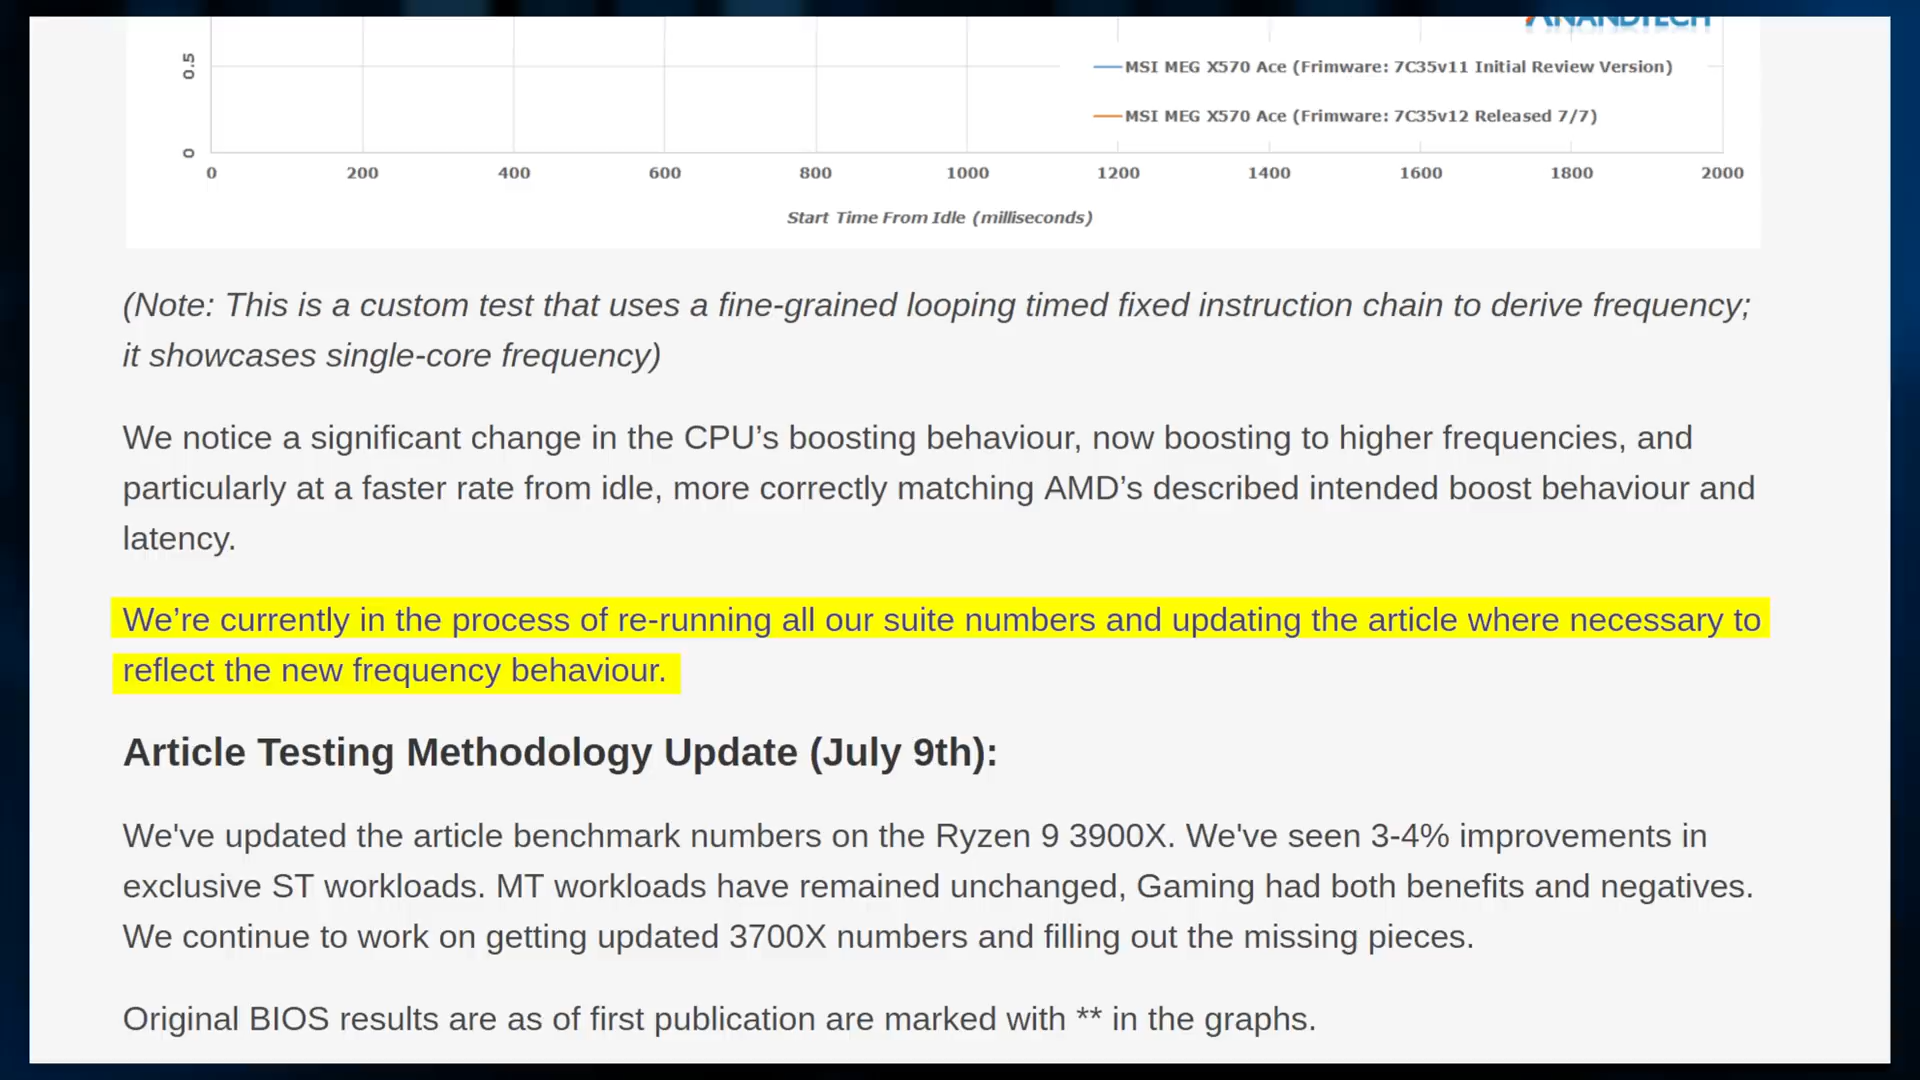 ANANDTECH
0.5
MSI MEG X570 Ace (Frimware: 7C35v11 Initial Review Version)
MSI MEG X570 Ace (Frimware: 7C35v12 Released 7/7)
0
0 200 400 600 800 1000 1200 1400 1600 1800 2000
Start Time From Idle (milliseconds)
(Note: This is a custom test that uses a fine-grained looping timed fixed instruction chain to derive frequency;
it showcases single-core frequency)
We notice a significant change in the CPU’s boosting behaviour, now boosting to higher frequencies, and
particularly at a faster rate from idle, more correctly matching AMD’s described intended boost behaviour and
latency.
We’re currently in the process of re-running all our suite numbers and updating the article where necessary to
reflect the new frequency behaviour.
Article Testing Methodology Update (July 9th):
We've updated the article benchmark numbers on the Ryzen 9 3900X. We've seen 3-4% improvements in
exclusive ST workloads. MT workloads have remained unchanged, Gaming had both benefits and negatives.
We continue to work on getting updated 3700X numbers and filling out the missing pieces.
Original BIOS results are as of first publication are marked with ** in the graphs.